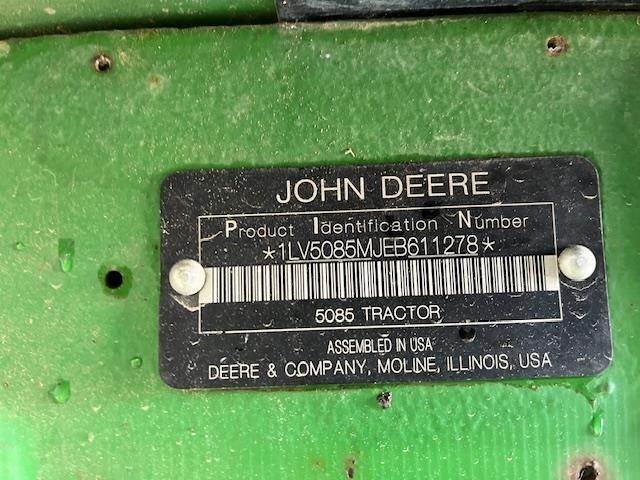 JOHN DEERE
Product Identification Number
*1LV5085MJEB611278*
5085 TRACTOR
ASSEMBLED IN USA
DEERE & COMPANY, MOLINE, ILLINOIS, USA